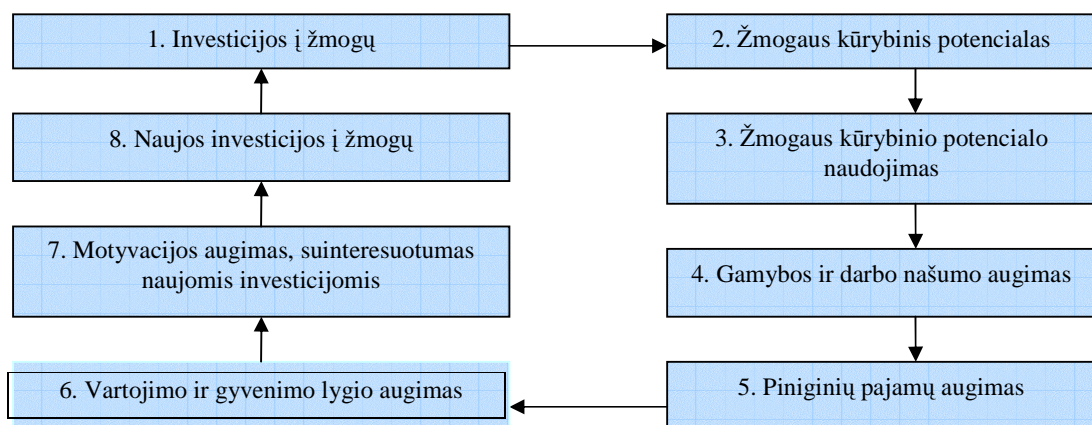 1. Investicijos į žmogų
2. Žmogaus kūrybinis potencialas
3. Žmogaus kūrybinio potencialo
naudojimas
4. Gamybos ir darbo našumo augimas
5. Piniginių pajamų augimas
6. Vartojimo ir gyvenimo lygio augimas
7. Motyvacijos augimas, suinteresuotumas
naujomis investicijomis
8. Naujos investicijos į žmogų